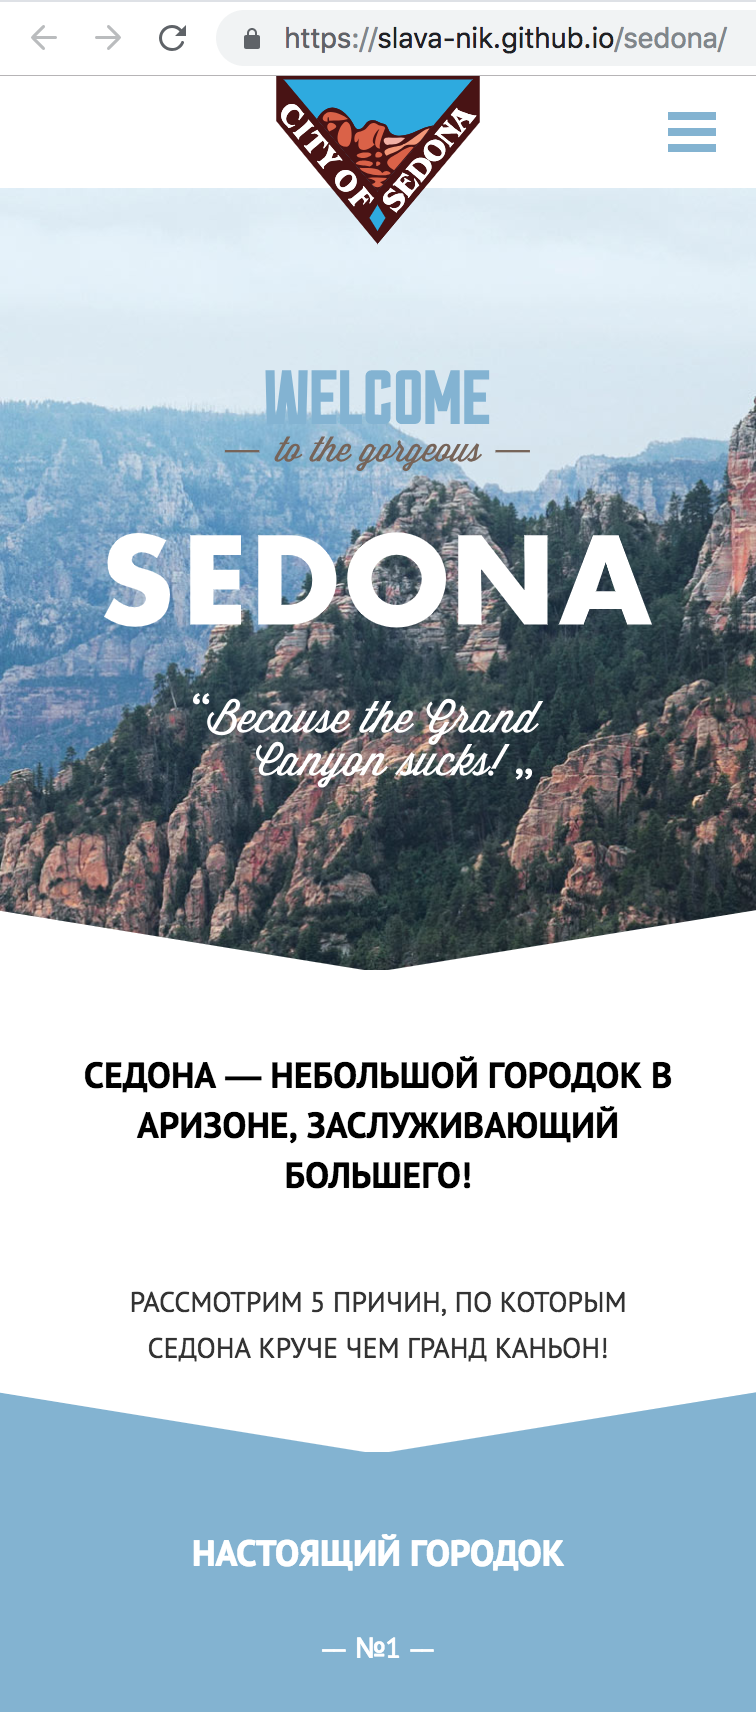 https://slava-nik.github.io/sedona/
CITY OF SEDONA
WELCOME
— to the gorgeous —
SEDONA
“Because the Grand
Canyon sucks! „
СЕДОНА — НЕБОЛЬШОЙ ГОРОДОК В
АРИЗОНЕ, ЗАСЛУЖИВАЮЩИЙ
БОЛЬШЕГО!
РАССМОТРИМ 5 ПРИЧИН, ПО КОТОРЫМ
СЕДОНА КРУЧЕ ЧЕМ ГРАНД КАНЬОН!
НАСТОЯЩИЙ ГОРОДОК
— №1 —